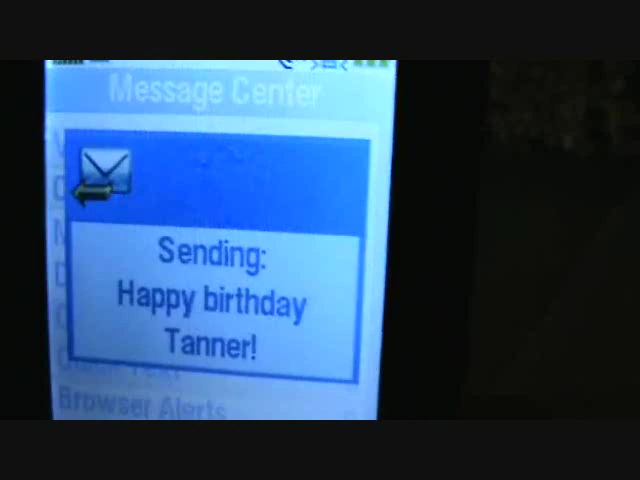 Message Center
Sending:
Happy birthday
Tanner!
Browser Alerts